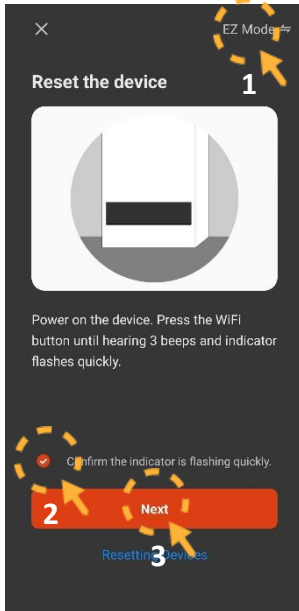 EZ Mode ⇋
1
Reset the device
Power on the device. Press the WiFi
button until hearing 3 beeps and indicator
flashes quickly.
Confirm the indicator is flashing quickly.
2
Next
Resetting Devices
3